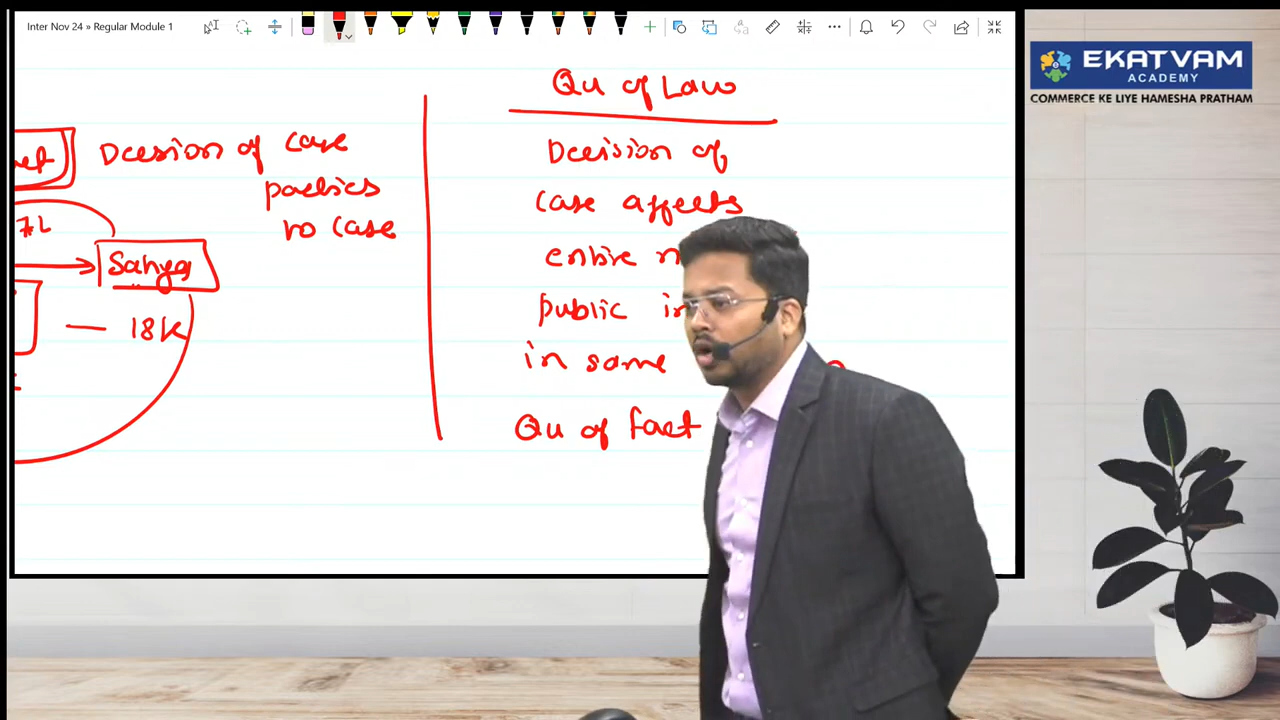 Inter Nov 24 » Regular Module 1
EKATVAM
ACADEMY
COMMERCE KE LIYE HAMESHA PRATHAM
Decision of case
parties
to case
72
Sahyog
18K
Qu of Law
Decision of
case affects
entire
public
in same
Qu of fact